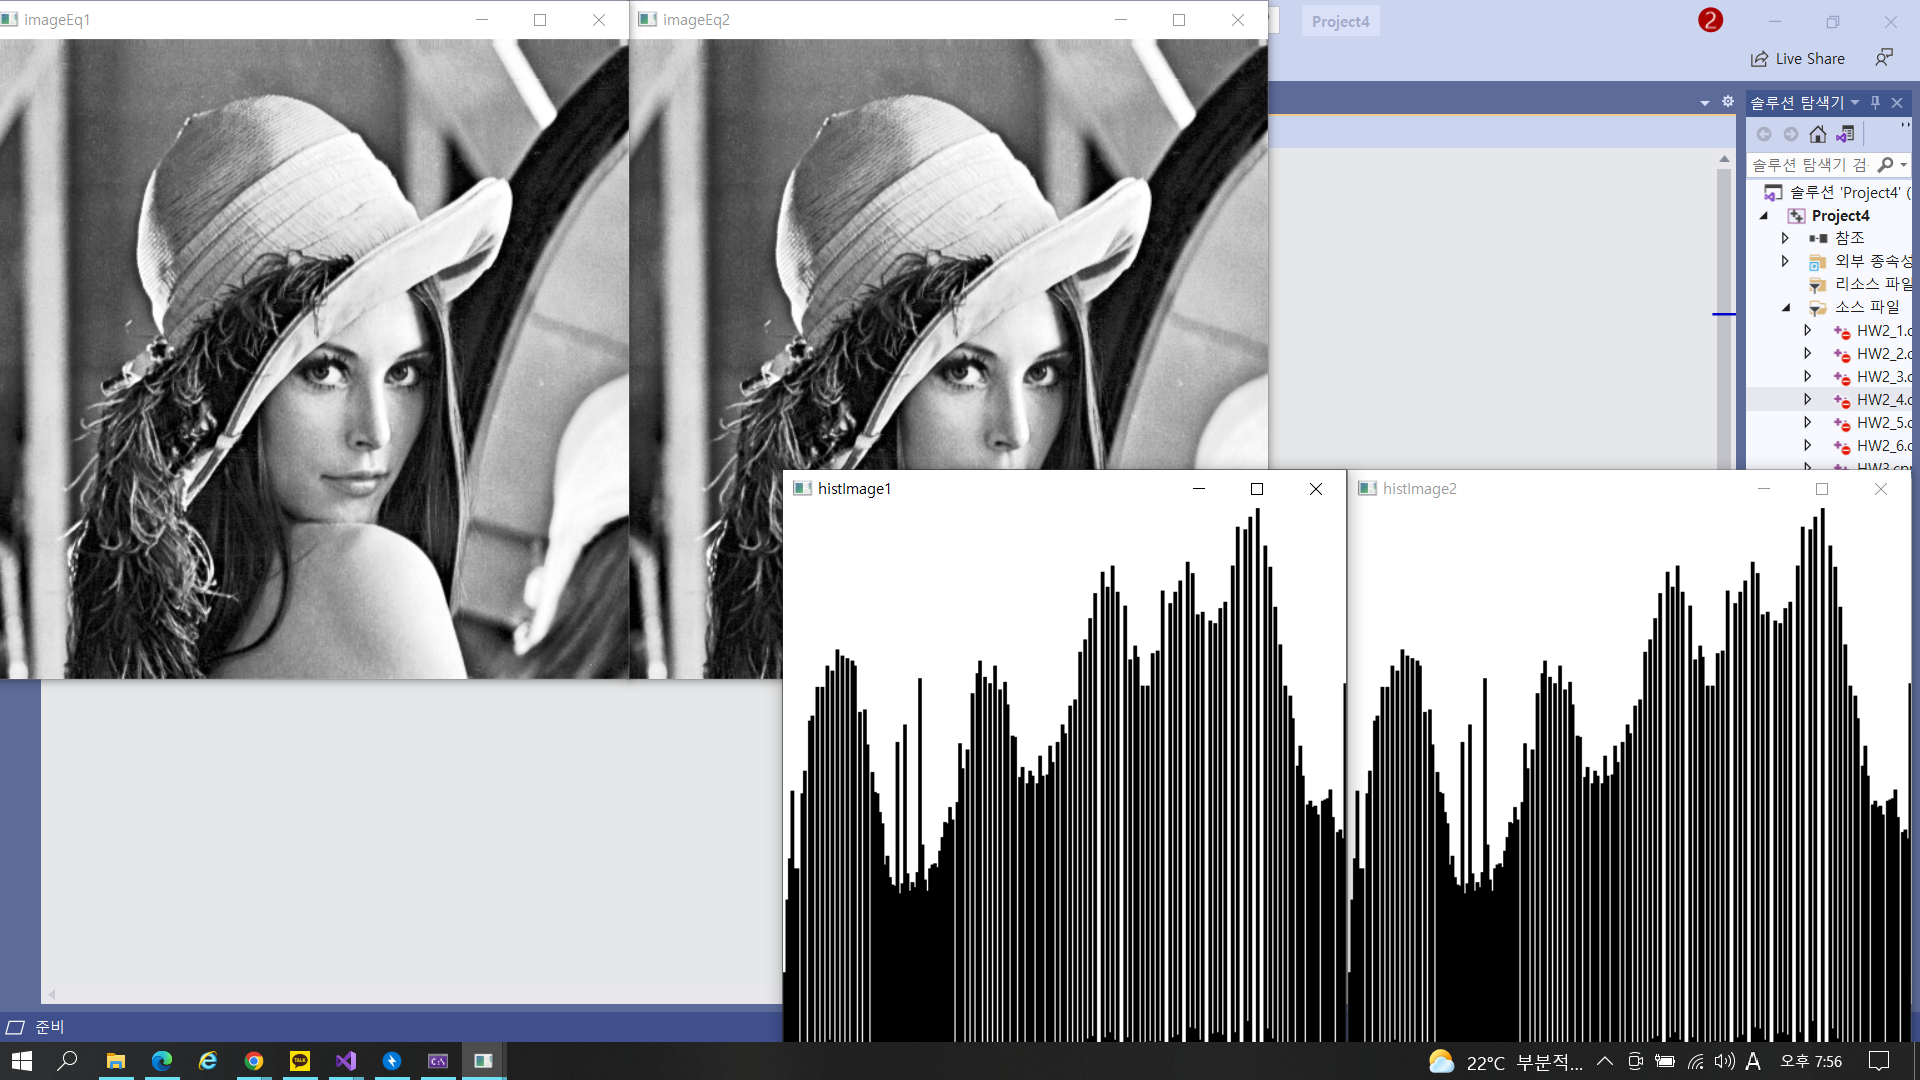 imageEq1
imageEq2
Project4
2
Live Share
솔루션 탐색기
솔루션 탐색기 검
솔루션 'Project4' (
Project4
참조
외부 종속성
리소스 파일
소스 파일
HW2_1.c
HW2_2.c
HW2_3.c
HW2_4.c
HW2_5.c
HW2_6.c
HW3.cpp
histImage1
histImage2
준비
TALK
C:\
22°C 부분적...
A
오후 7:56